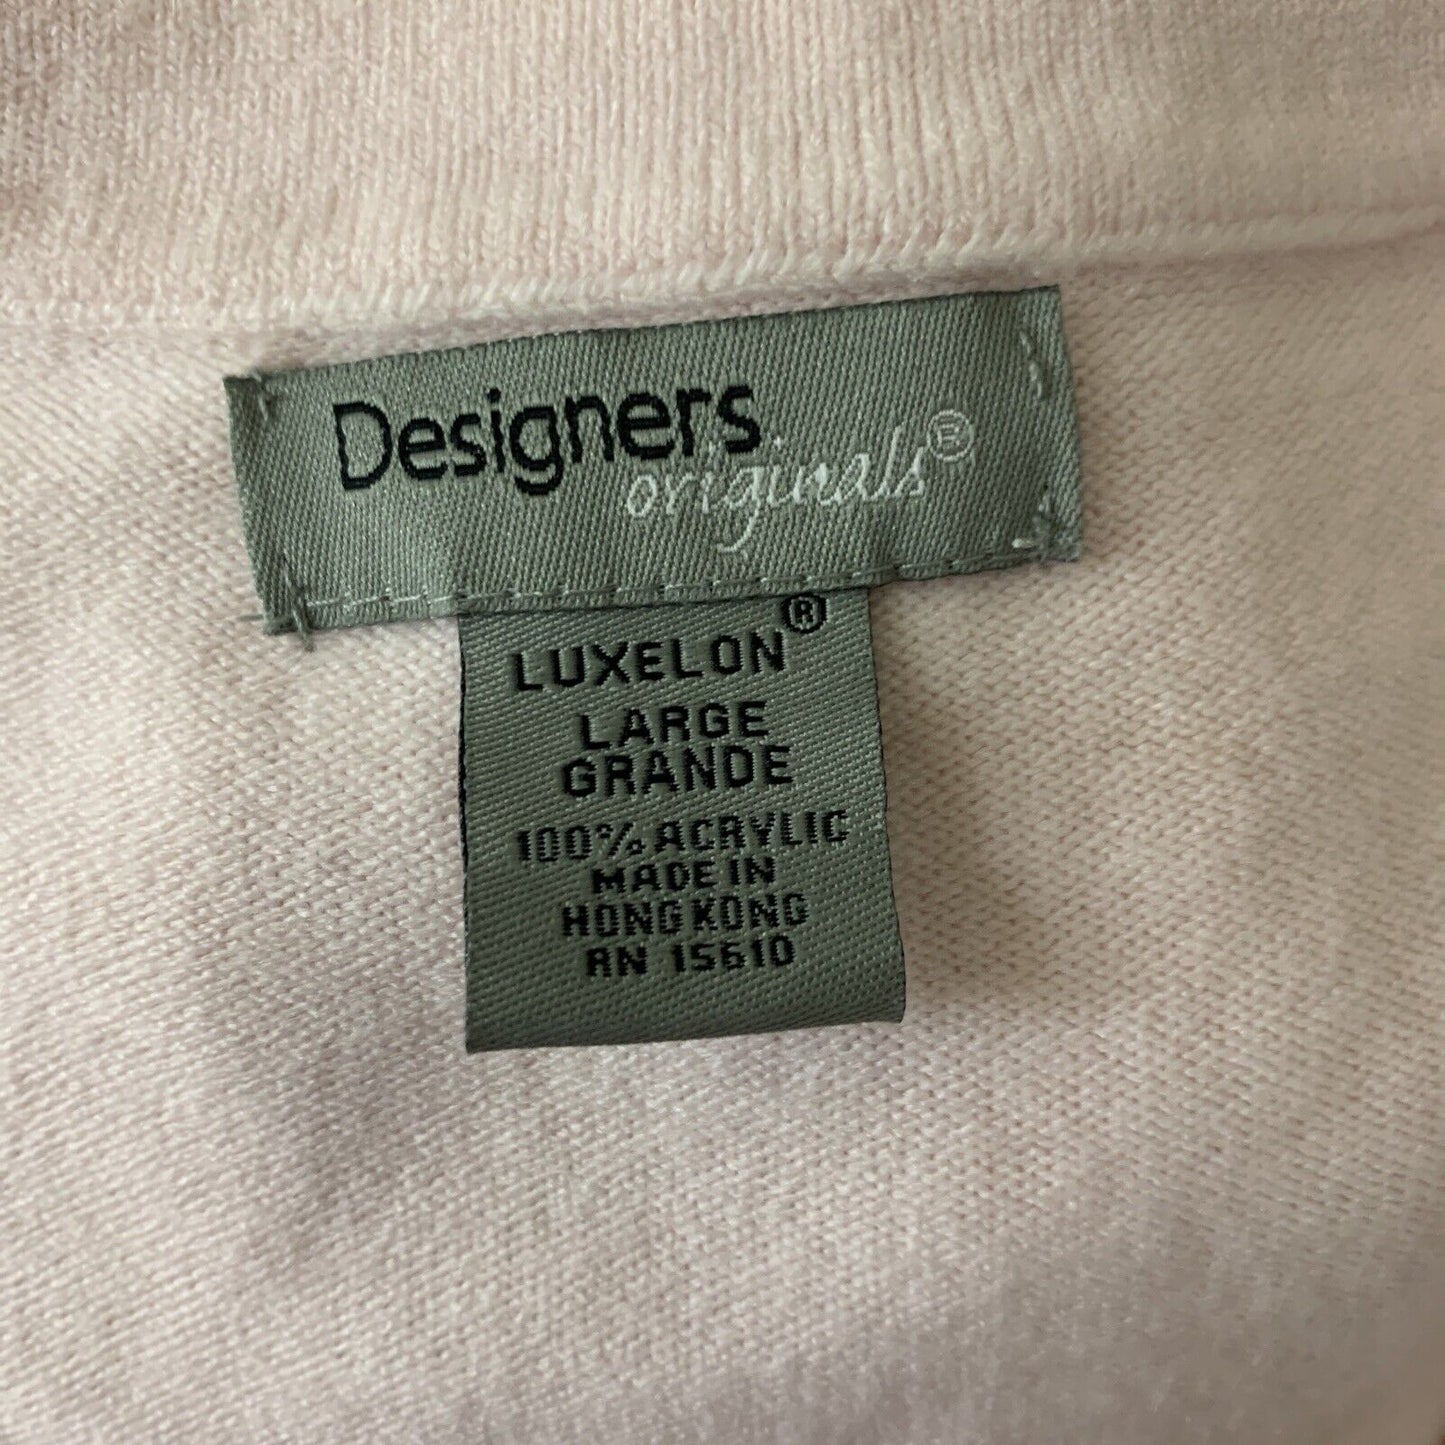 Designers
originals®
LUXELON®
LARGE
GRANDE
100% ACRYLIC
MADE IN
HONG KONG
RN 15610